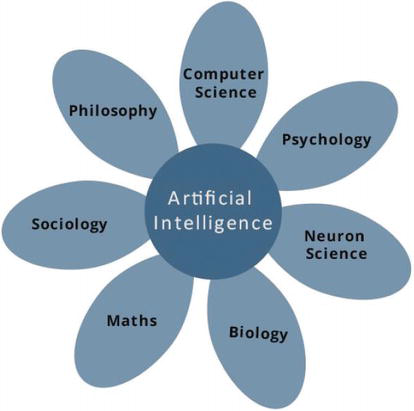 Computer
Science
Philosophy
Psychology
Artificial
Intelligence
Sociology
Neuron
Science
Maths
Biology